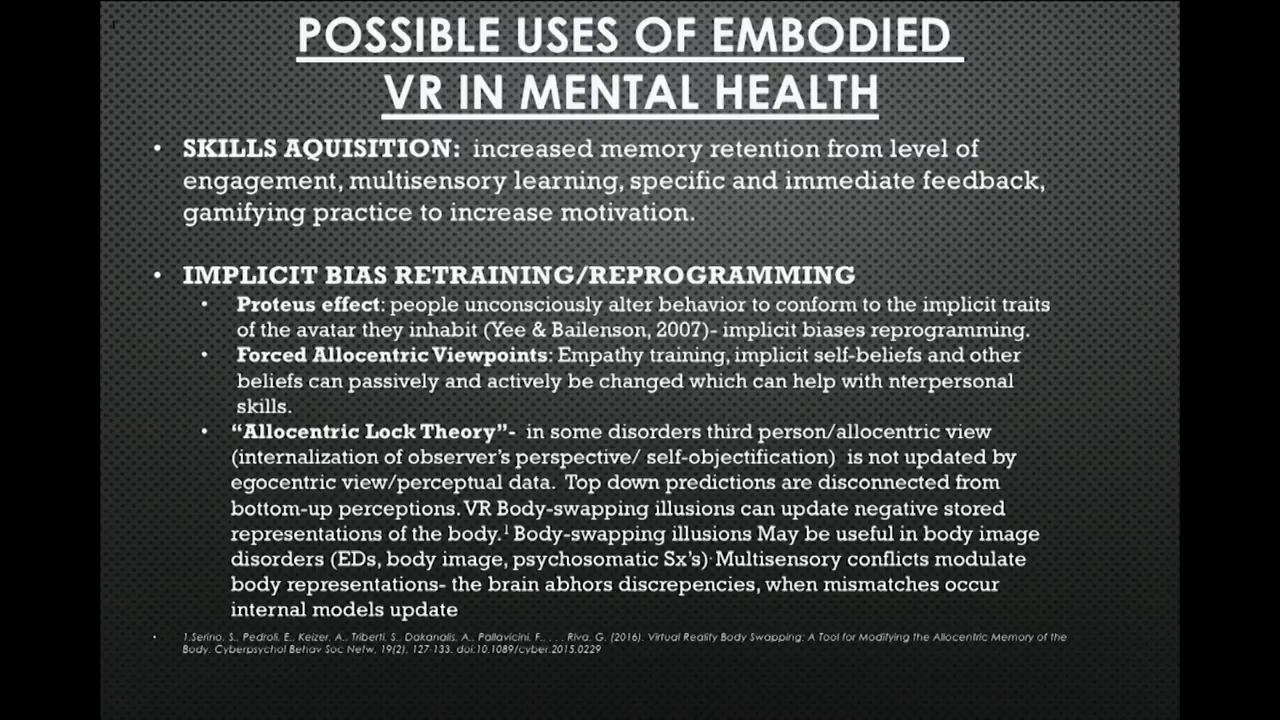 POSSIBLE USES OF EMBODIED
VR IN MENTAL HEALTH
• SKILLS AQUISITION: increased memory retention from level of
engagement, multisensory learning, specific and immediate feedback,
gamifying practice to increase motivation.
• IMPLICIT BIAS RETRAINING/REPROGRAMMING
• Proteus effect: people unconsciously alter behavior to conform to the implicit traits
of the avatar they inhabit (Yee & Bailenson, 2007)- implicit biases reprogramming.
• Forced Allocentric Viewpoints: Empathy training, implicit self-beliefs and other
beliefs can passively and actively be changed which can help with nterpersonal
skills.
• “Allocentric Lock Theory”- in some disorders third person/allocentric view
(internalization of observer’s perspective/ self-objectification) is not updated by
egocentric view/perceptual data. Top down predictions are disconnected from
bottom-up perceptions. VR Body-swapping illusions can update negative stored
representations of the body.¹ Body-swapping illusions May be useful in body image
disorders (EDs, body image, psychosomatic Sx’s). Multisensory conflicts modulate
body representations- the brain abhors discrepencies, when mismatches occur
internal models update
• 1.Serino, S., Pedroli, E., Keizer, A., Triberti, S., Dakanalis, A., Pallavicini, F., . . . Riva, G. (2016). Virtual Reality Body Swapping: A Tool for Modifying the Allocentric Memory of the
Body. Cyberpsychol Behav Soc Netw, 19(2), 127-133. doi:10.1089/cyber.2015.0229